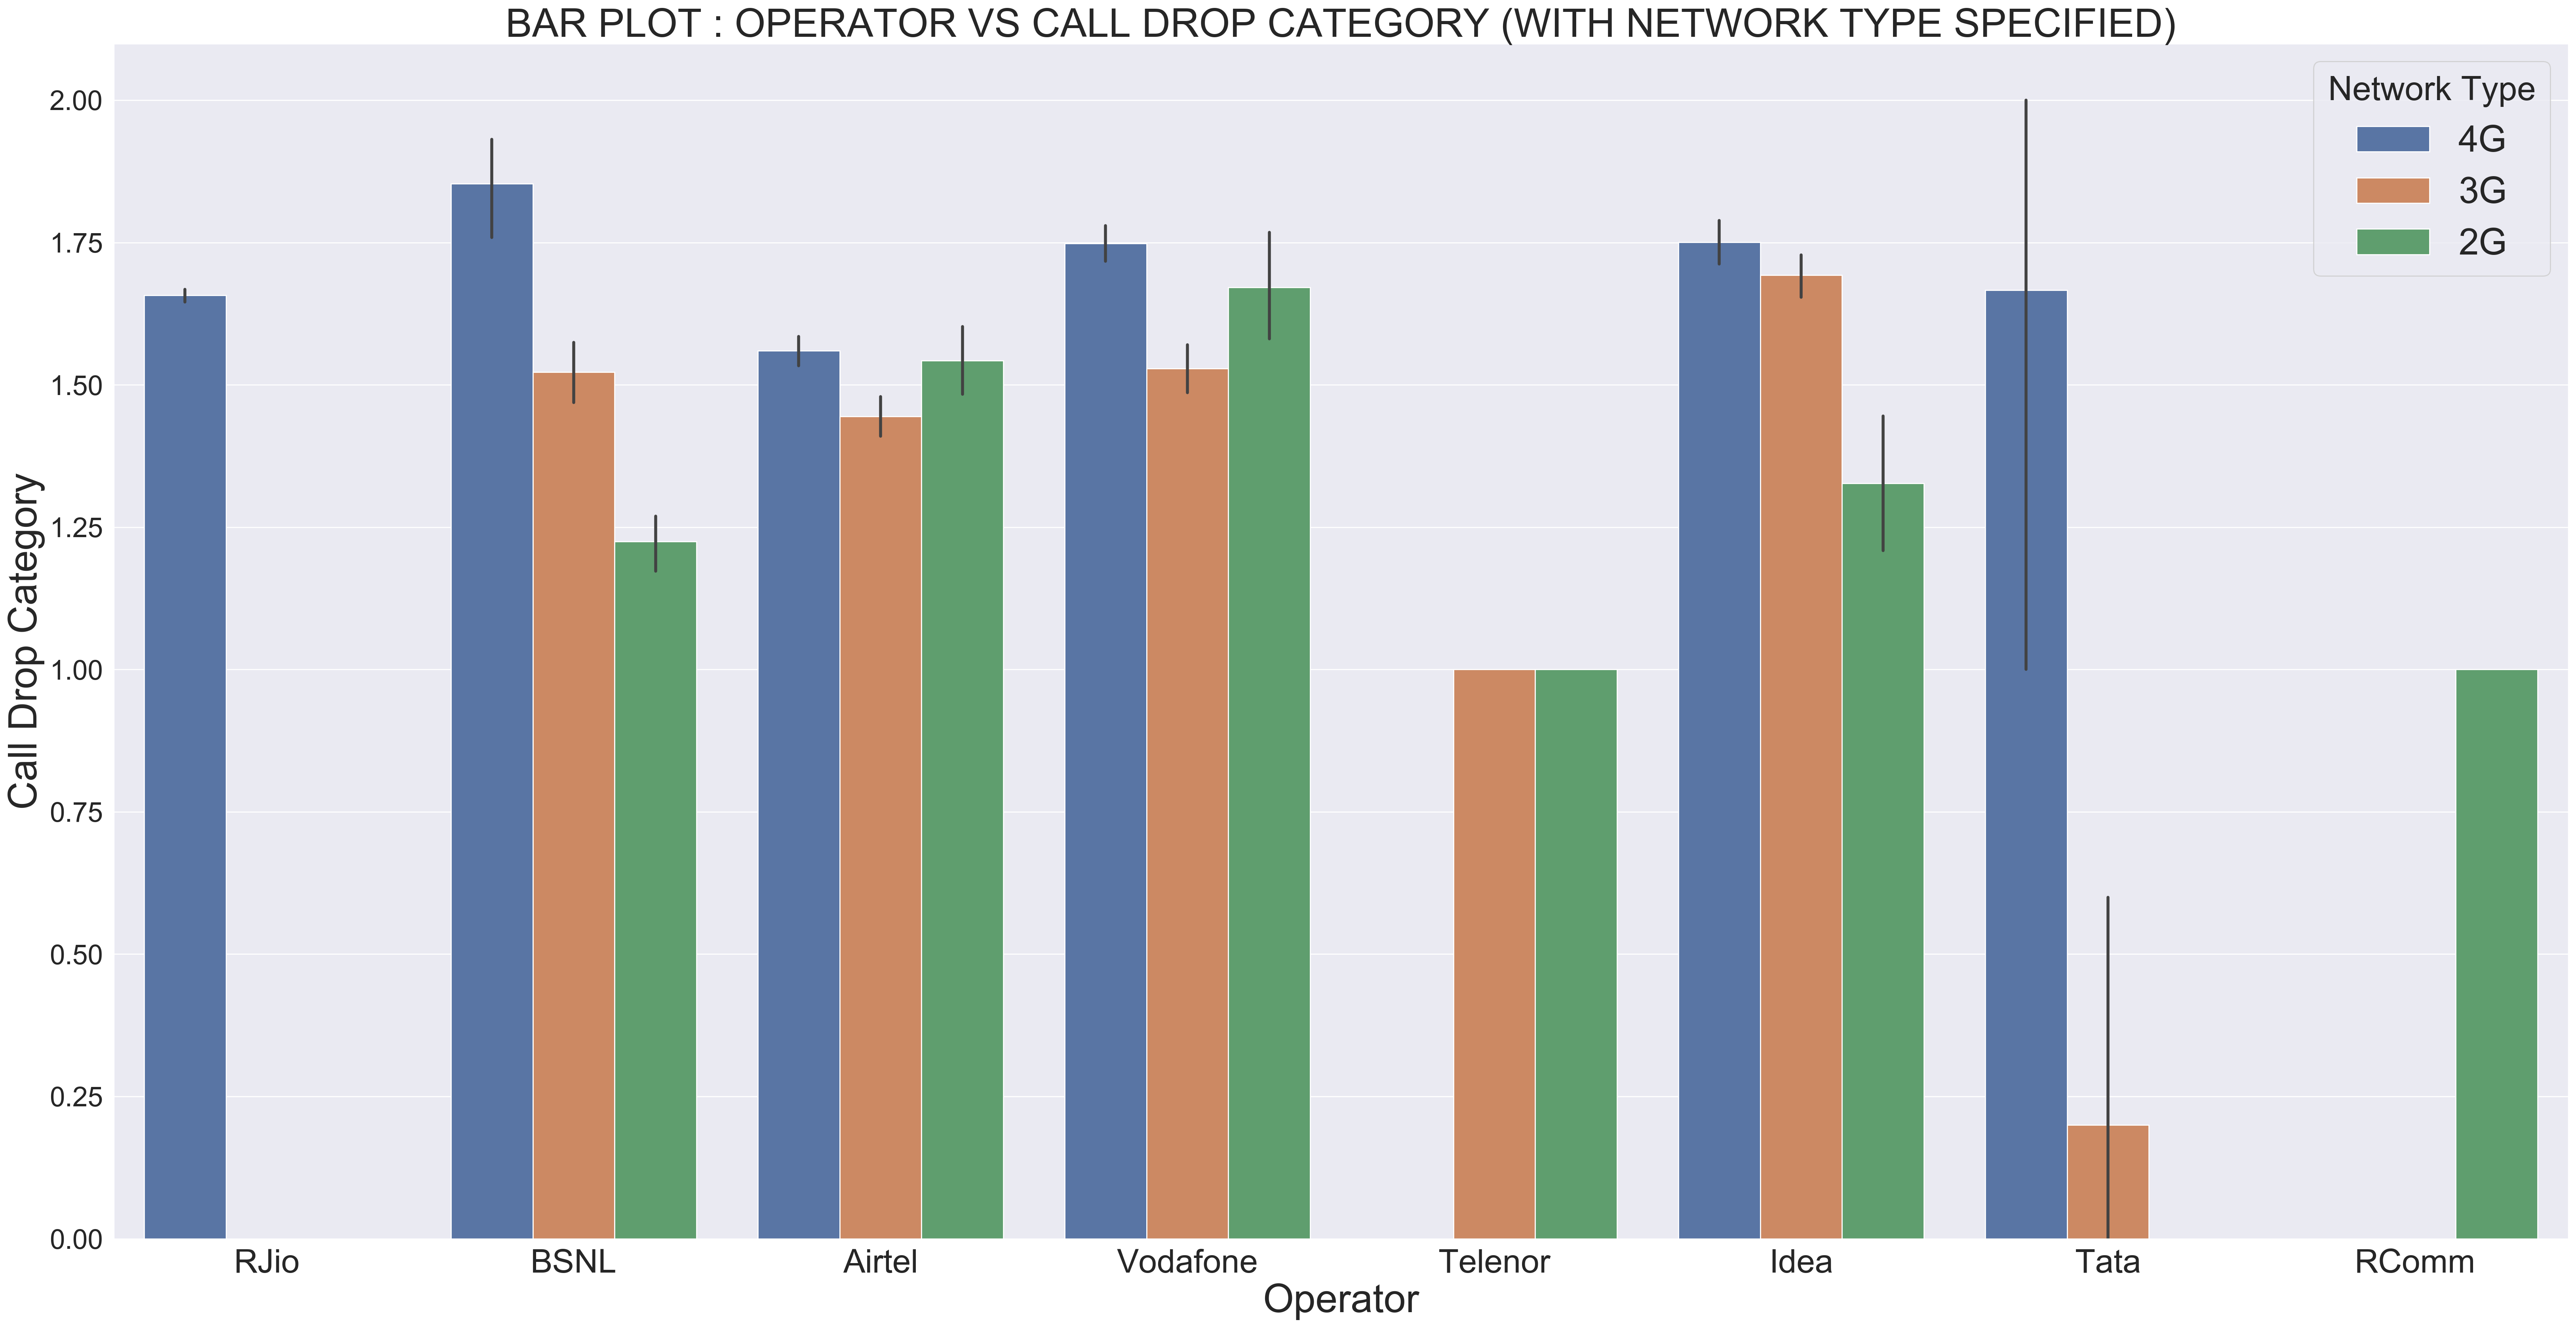 BAR PLOT : OPERATOR VS CALL DROP CATEGORY (WITH NETWORK TYPE SPECIFIED)
Network Type
4G
3G
2G
Call Drop Category
2.00
1.75
1.50
1.25
1.00
0.75
0.50
0.25
0.00
RJio
BSNL
Airtel
Vodafone
Telenor
Idea
Tata
RComm
Operator